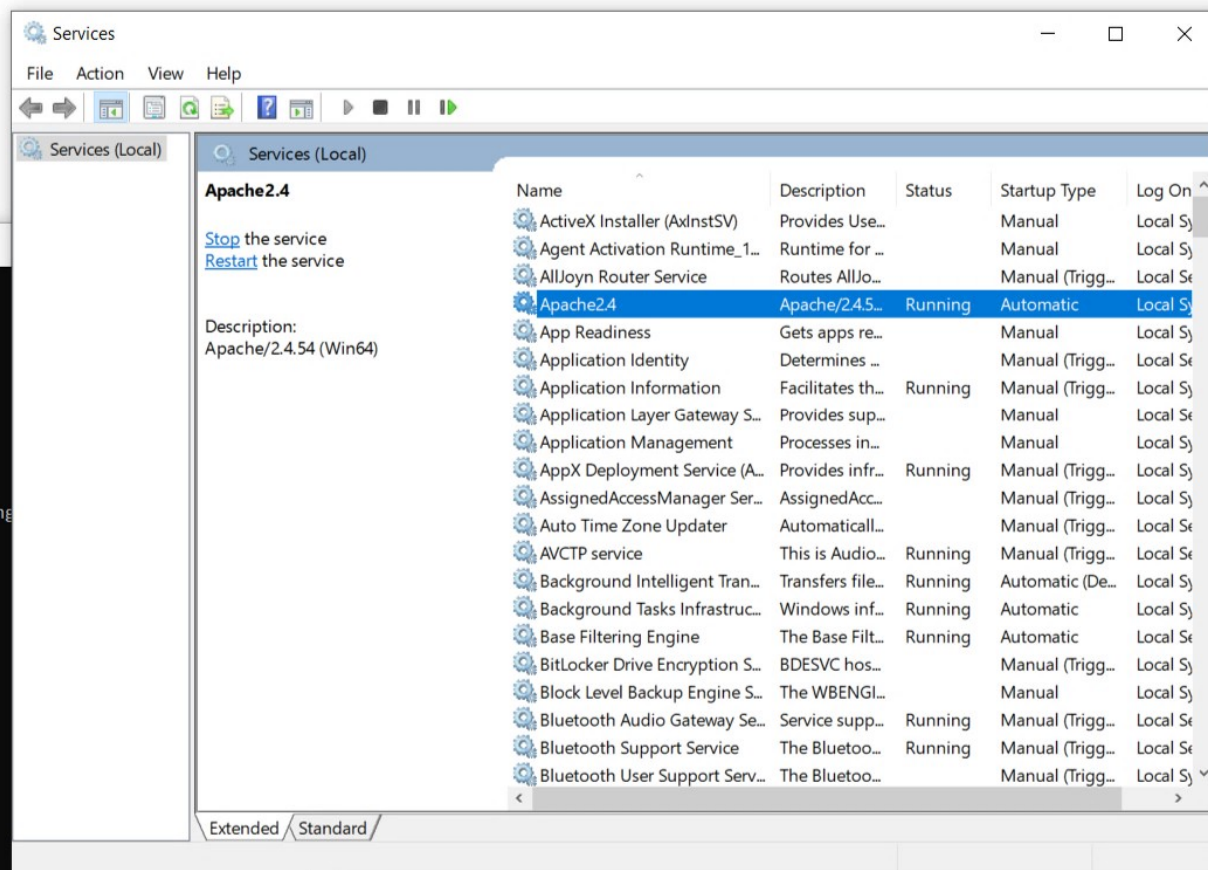 Services
File Action View Help
Services (Local)
Services (Local)
Apache2.4
Stop the service
Restart the service
Description:
Apache/2.4.54 (Win64)
Name Description Status Startup Type Log On
ActiveX Installer (AxInstSV) Provides Use... Manual Local Sy
Agent Activation Runtime_1... Runtime for ... Manual Local Sy
AllJoyn Router Service Routes AllJo... Manual (Trigg... Local Se
Apache2.4 Apache/2.4.5... Running Automatic Local Sy
App Readiness Gets apps re... Manual Local Sy
Application Identity Determines ... Manual (Trigg... Local Se
Application Information Facilitates th... Running Manual (Trigg... Local Sy
Application Layer Gateway S... Provides sup... Manual Local Se
Application Management Processes in... Manual Local Sy
AppX Deployment Service (A... Provides infr... Running Manual (Trigg... Local Sy
AssignedAccessManager Ser... AssignedAcc... Manual (Trigg... Local Sy
Auto Time Zone Updater Automaticall... Manual (Trigg... Local Se
AVCTP service This is Audio... Running Manual (Trigg... Local Se
Background Intelligent Tran... Transfers file... Running Automatic (De... Local Sy
Background Tasks Infrastruc... Windows inf... Running Automatic Local Sy
Base Filtering Engine The Base Filt... Running Automatic Local Se
BitLocker Drive Encryption S... BDESVC hos... Manual (Trigg... Local Sy
Block Level Backup Engine S... The WBENGI... Manual Local Sy
Bluetooth Audio Gateway Se... Service supp... Running Manual (Trigg... Local Se
Bluetooth Support Service The Bluetoo... Running Manual (Trigg... Local Se
Bluetooth User Support Serv... The Bluetoo... Manual (Trigg... Local Sy
Extended Standard